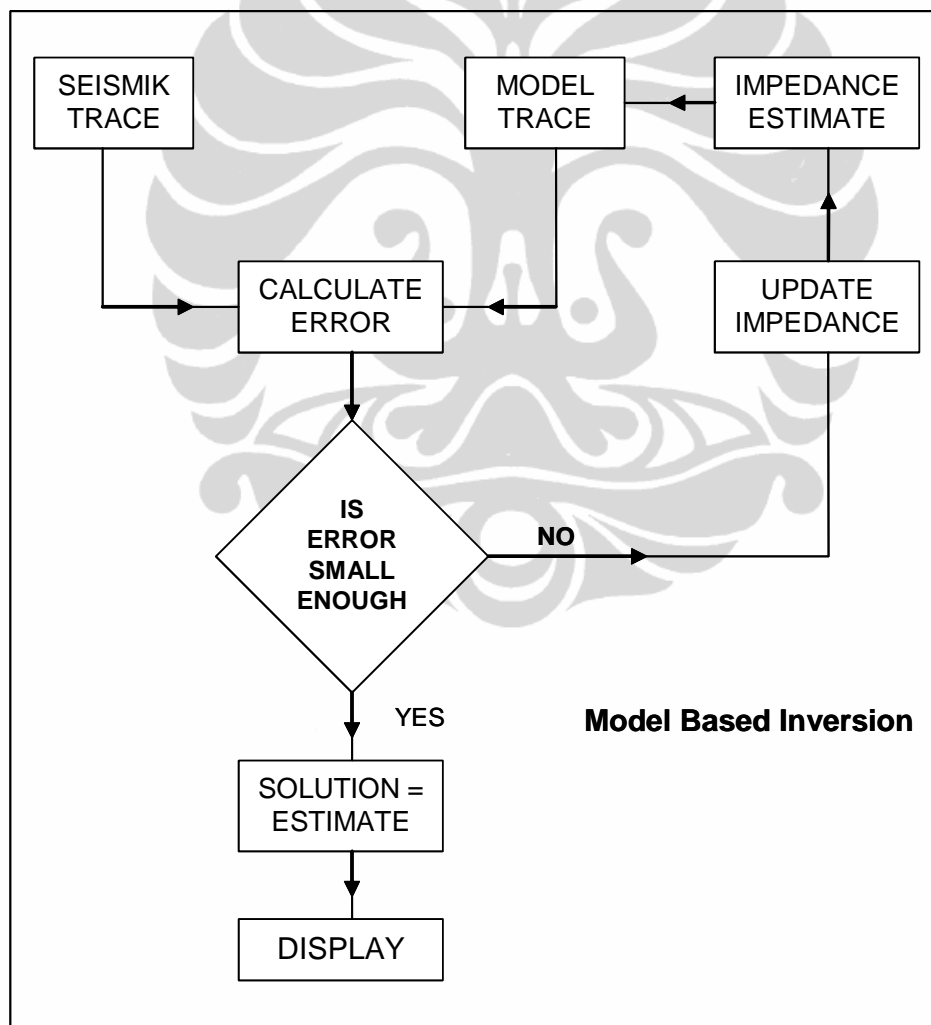 SEISMIK
TRACE
MODEL
TRACE
IMPEDANCE
ESTIMATE
CALCULATE
ERROR
UPDATE
IMPEDANCE
IS
ERROR
SMALL
ENOUGH
NO
YES
Model Based Inversion
SOLUTION =
ESTIMATE
DISPLAY